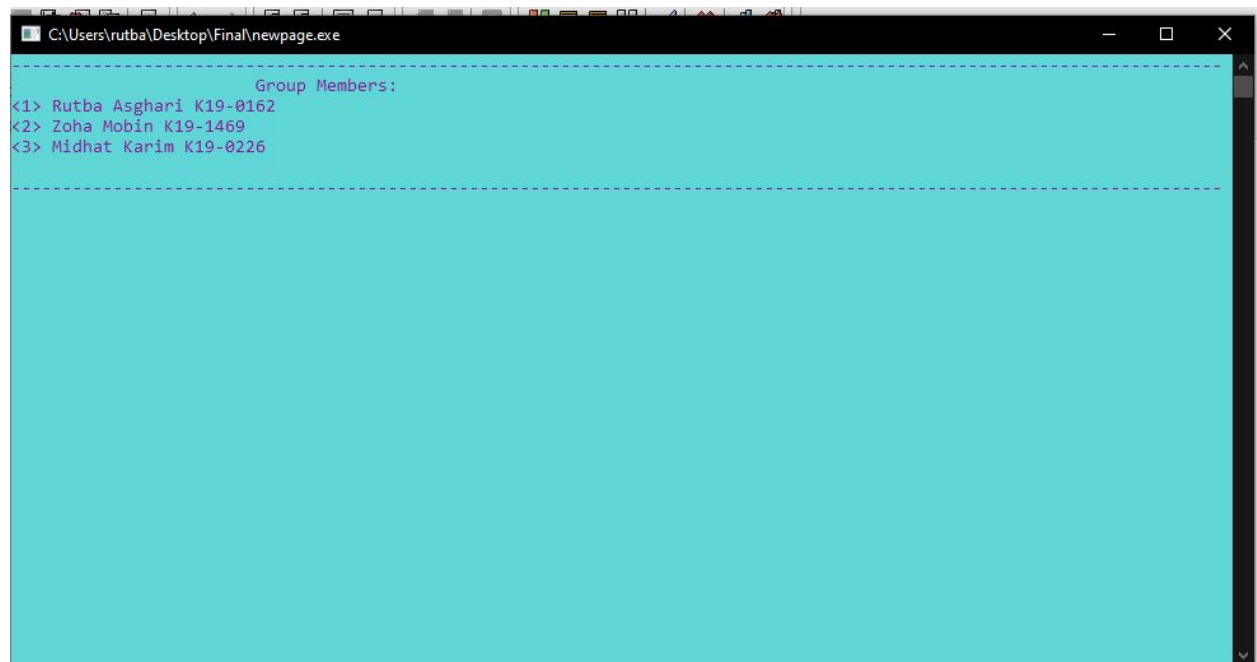 C:\Users\rutba\Desktop\Final\newpage.exe
Group Members:
<1> Rutba Asghari K19-0162
<2> Zoha Mobin K19-1469
<3> Midhat Karim K19-0226